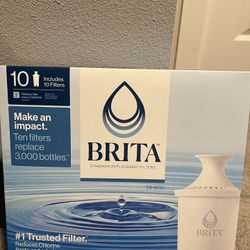 10
includes
10 Filters
Make an
impact.
Ten filters
replace
3,000 bottles.
BRITA
STANDARD REPLACEMENT FILTERS
#1 Trusted Filter.
Reduces Chlorine
BRITA